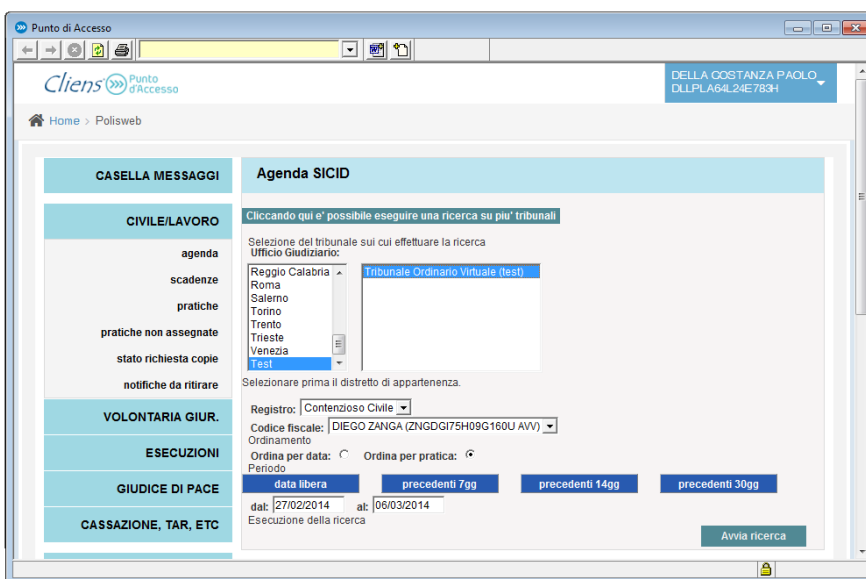 Punto di Accesso
Cliens Punto d'Accesso
DELLA COSTANZA PAOLO
DLLPLA64L24E783H
Home > Polisweb
CASELLA MESSAGGI
CIVILE/LAVORO
agenda
scadenze
pratiche
pratiche non assegnate
stato richiesta copie
notifiche da ritirare
VOLONTARIA GIUR.
ESECUZIONI
GIUDICE DI PACE
CASSAZIONE, TAR, ETC
Agenda SICID
Cliccando qui e' possibile eseguire una ricerca su piu' tribunali
Selezione del tribunale sui cui effettuare la ricerca
Ufficio Giudiziario:
Reggio Calabria
Roma
Salerno
Torino
Trento
Trieste
Venezia
Test
Tribunale Ordinario Virtuale (test)
Selezionare prima il distretto di appartenenza.
Registro: Contenzioso Civile
Codice fiscale: DIEGO ZANGA (ZNGDGI75H09G160U AVV)
Ordinamento
Ordina per data: Ordina per pratica:
Periodo
data libera precedenti 7gg precedenti 14gg precedenti 30gg
dal: 27/02/2014 al: 06/03/2014
Esecuzione della ricerca
Avvia ricerca